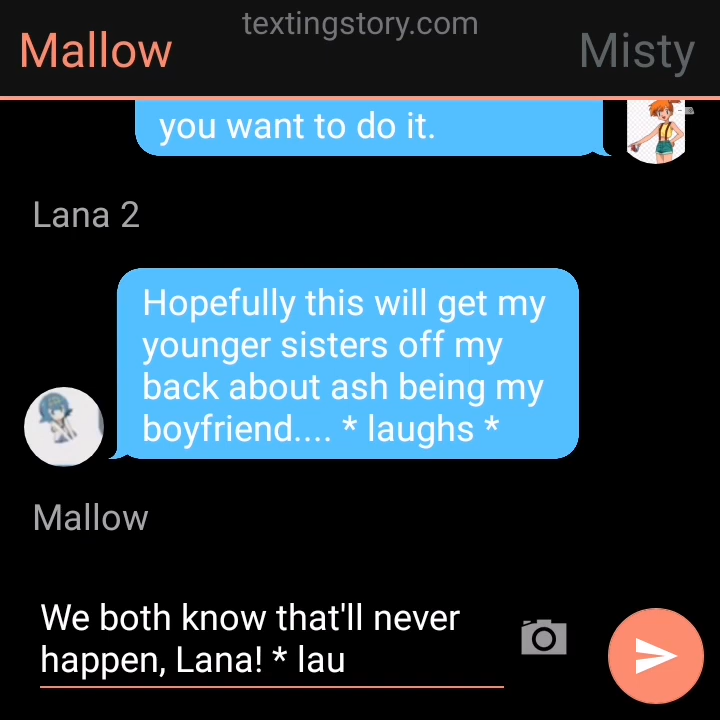 textingstory.com
Mallow
Misty
you want to do it.
Lana 2
Hopefully this will get my
younger sisters off my
back about ash being my
boyfriend.... * laughs *
Mallow
We both know that'll never
happen, Lana! * lau